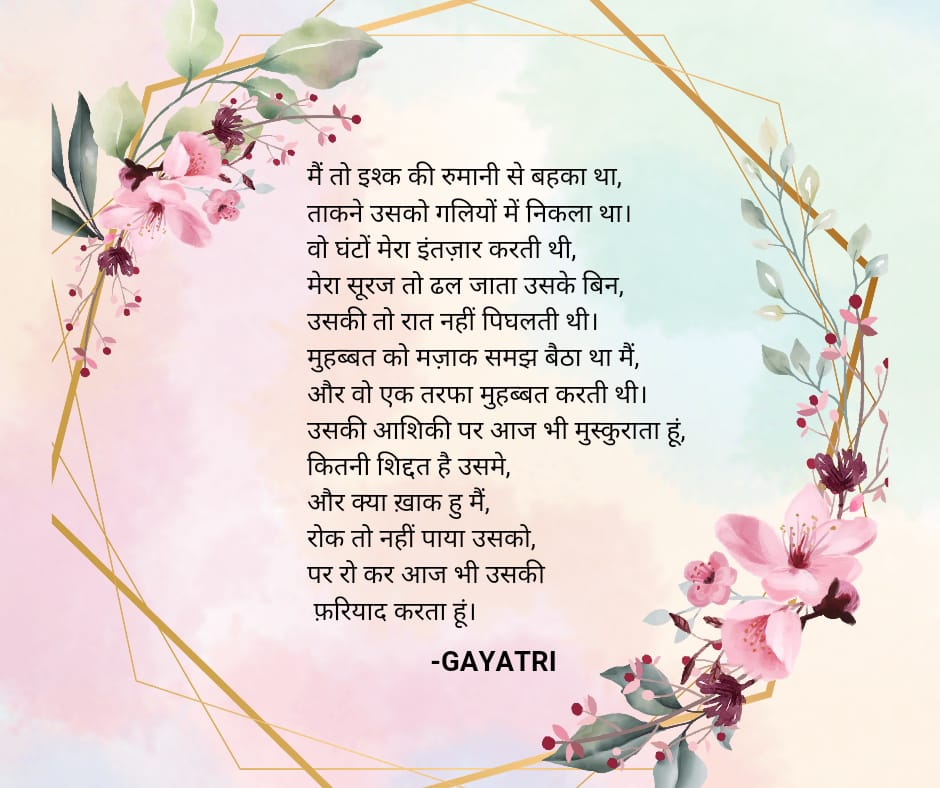 मैं तो इश्क की रुमानी से बहका था,
ताकने उसको गलियों में निकला था।
वो घंटों मेरा इंतज़ार करती थी,
मेरा सूरज तो ढल जाता उसके बिन,
उसकी तो रात नहीं पिघलती थी।
मुहब्बत को मज़ाक समझ बैठा था मैं,
और वो एक तरफा मुहब्बत करती थी।
उसकी आशिकी पर आज भी मुस्कुराता हूं,
कितनी शिद्दत है उसमे,
और क्या ख़ाक हु मैं,
रोक तो नहीं पाया उसको,
पर रो कर आज भी उसकी
फ़रियाद करता हूं।
-GAYATRI